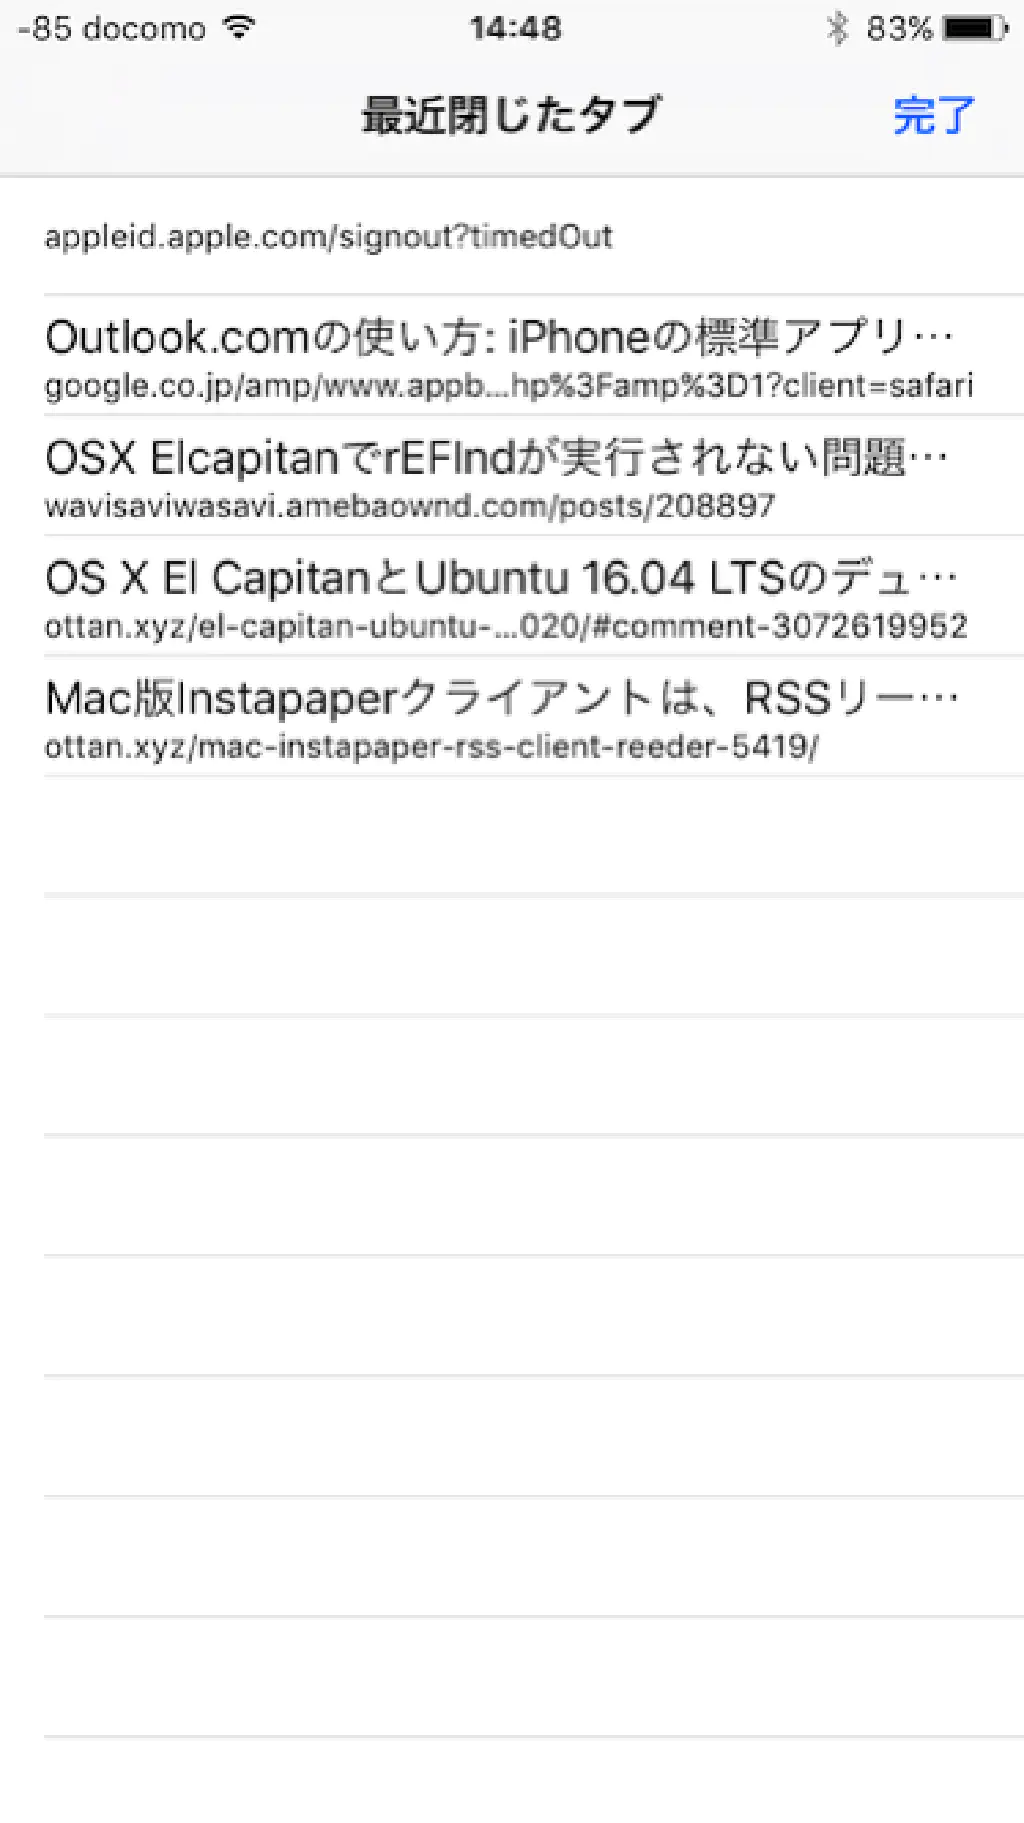 -85 docomo 14:48 83%
最近閉じたタブ 完了
appleid.apple.com/signout?timedOut
Outlook.comの使い方: iPhoneの標準アプリ…
google.co.jp/amp/www.appb...hp%3Famp%3D1?client=safari
OSX ElcapitanでrEFIndが実行されない問題…
wavisaviwasavi.amebaownd.com/posts/208897
OS X El CapitanとUbuntu 16.04 LTSのデュ…
ottan.xyz/el-capitan-ubuntu-...020/#comment-3072619952
Mac版Instapaperクライアントは、RSSリー…
ottan.xyz/mac-instapaper-rss-client-reeder-5419/